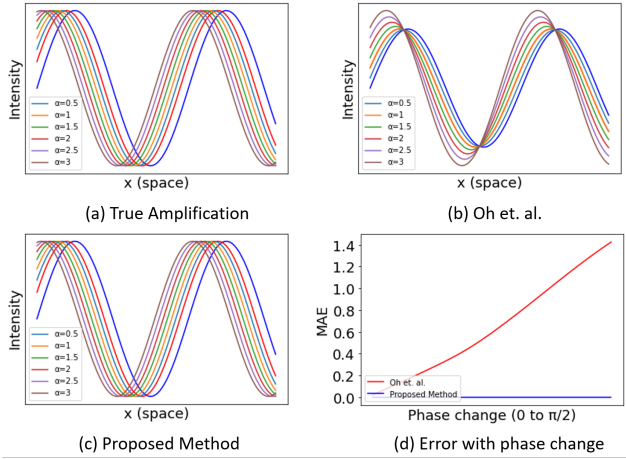 Intensity
α=0.5
α=1
α=1.5
α=2
α=2.5
α=3
x (space)
(a) True Amplification
Intensity
α=0.5
α=1
α=1.5
α=2
α=2.5
α=3
x (space)
(b) Oh et. al.
Intensity
α=0.5
α=1
α=1.5
α=2
α=2.5
α=3
x (space)
(c) Proposed Method
MAE
1.4
1.2
1.0
0.8
0.6
0.4
0.2
0.0
Oh et. al.
Proposed Method
Phase change (0 to π/2)
(d) Error with phase change